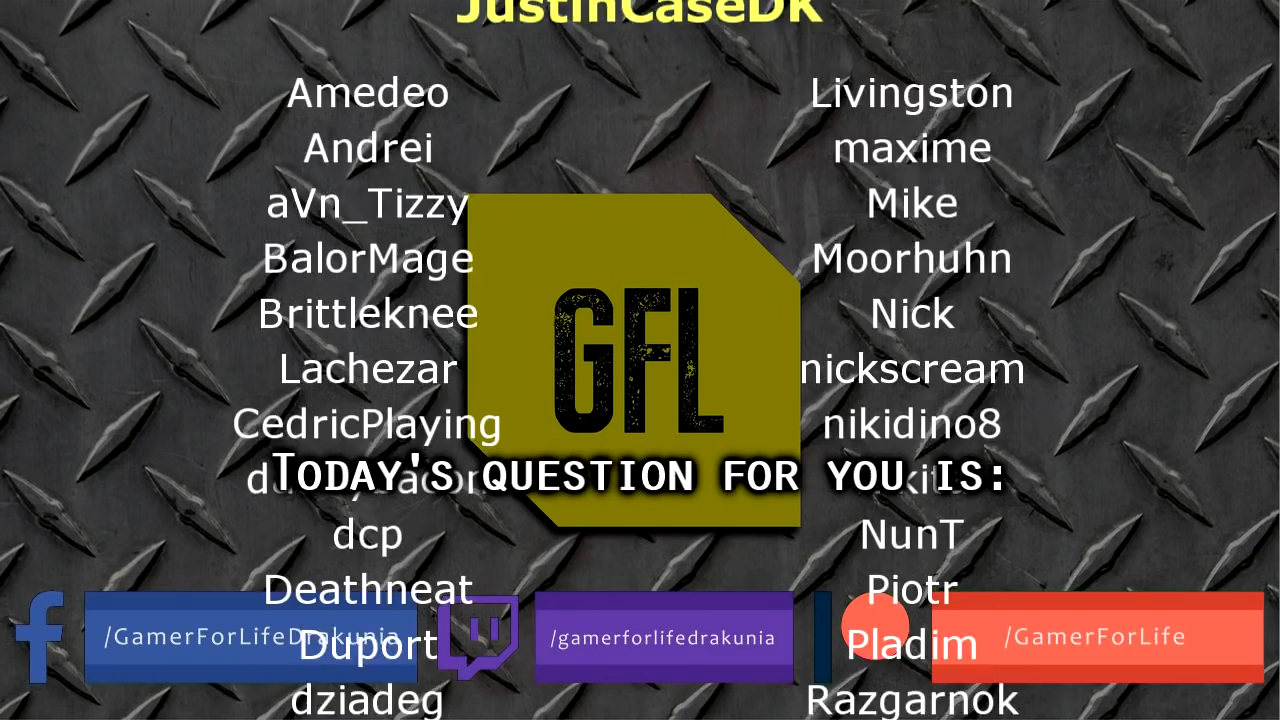 JustinCaseDK
Amedeo
Andrei
aVn_Tizzy
BalorMage
Brittleknee
Lachezar
CedricPlaying
dcp
Deathneat
Duport
dziadeg
Livingston
maxime
Mike
Moorhuhn
Nick
nickscream
nikidino8
NunT
Piotr
Pladim
Razgarnok
GFL
TODAY'S QUESTION FOR YOU IS:
/GamerForLifeDrakunia
/gamerforlifedrakunia
/GamerForLife